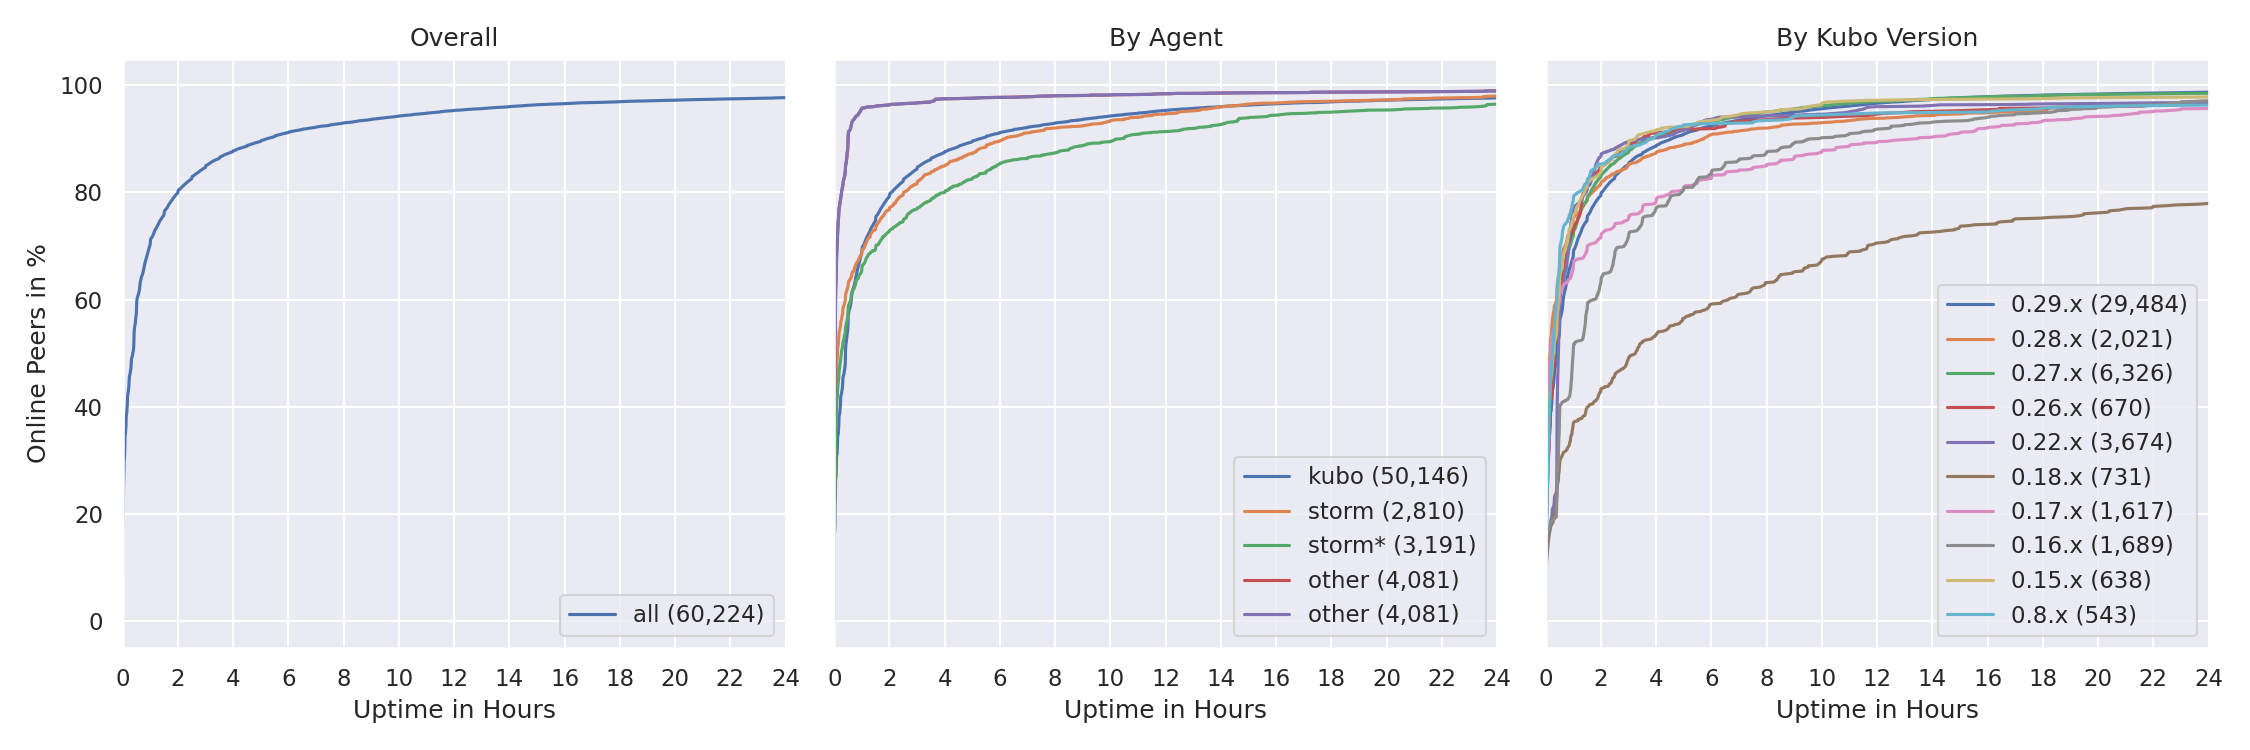 Overall
By Agent
By Kubo Version
Online Peers in %
100
80
60
40
20
0
all (60,224)
0 2 4 6 8 10 12 14 16 18 20 22 24
Uptime in Hours
kubo (50,146)
storm (2,810)
storm* (3,191)
other (4,081)
other (4,081)
0 2 4 6 8 10 12 14 16 18 20 22 24
Uptime in Hours
0.29.x (29,484)
0.28.x (2,021)
0.27.x (6,326)
0.26.x (670)
0.22.x (3,674)
0.18.x (731)
0.17.x (1,617)
0.16.x (1,689)
0.15.x (638)
0.8.x (543)
0 2 4 6 8 10 12 14 16 18 20 22 24
Uptime in Hours